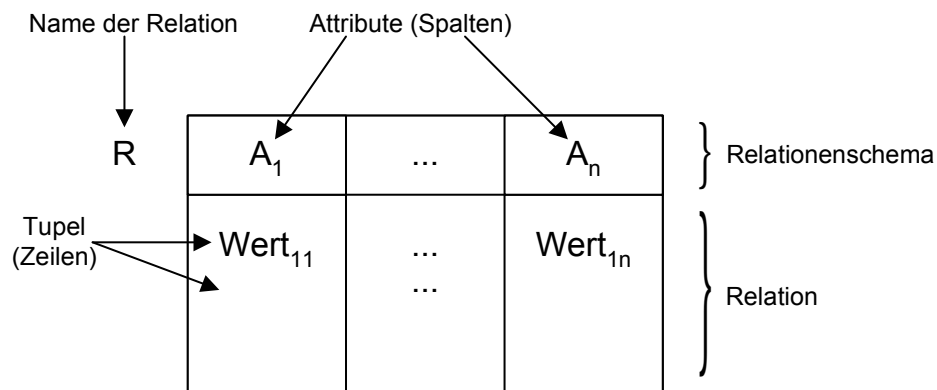 Name der Relation
Attribute (Spalten)
R
A₁
...
Aₙ
Relationenschema
Tupel
(Zeilen)
Wert₁₁
...
Wert₁ₙ
...
Relation